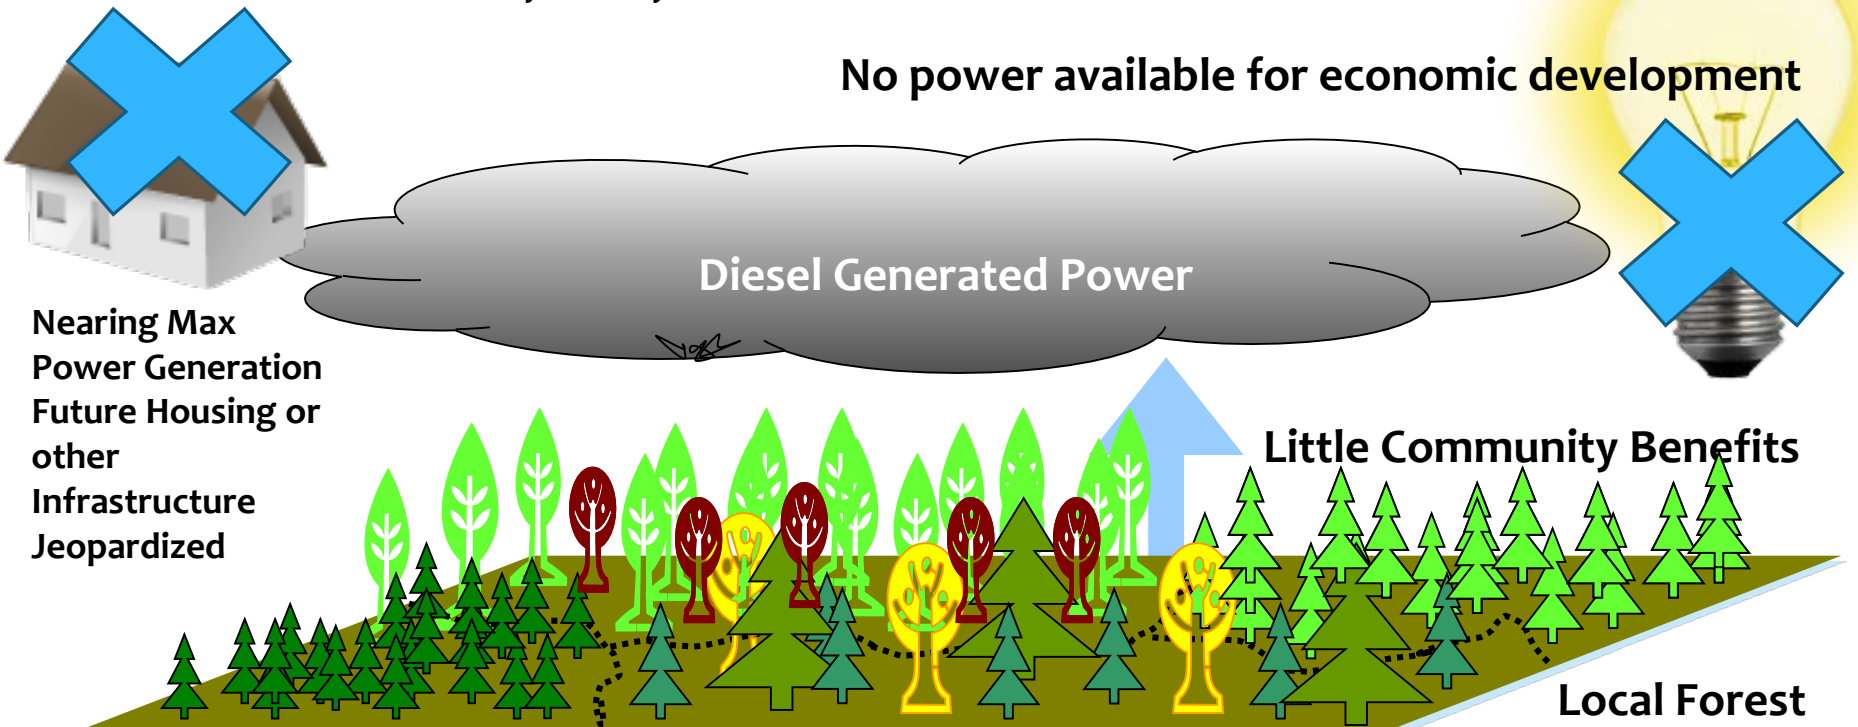 No power available for economic development
Diesel Generated Power
Nearing Max
Power Generation
Future Housing or
other
Infrastructure
Jeopardized
Little Community Benefits
Local Forest